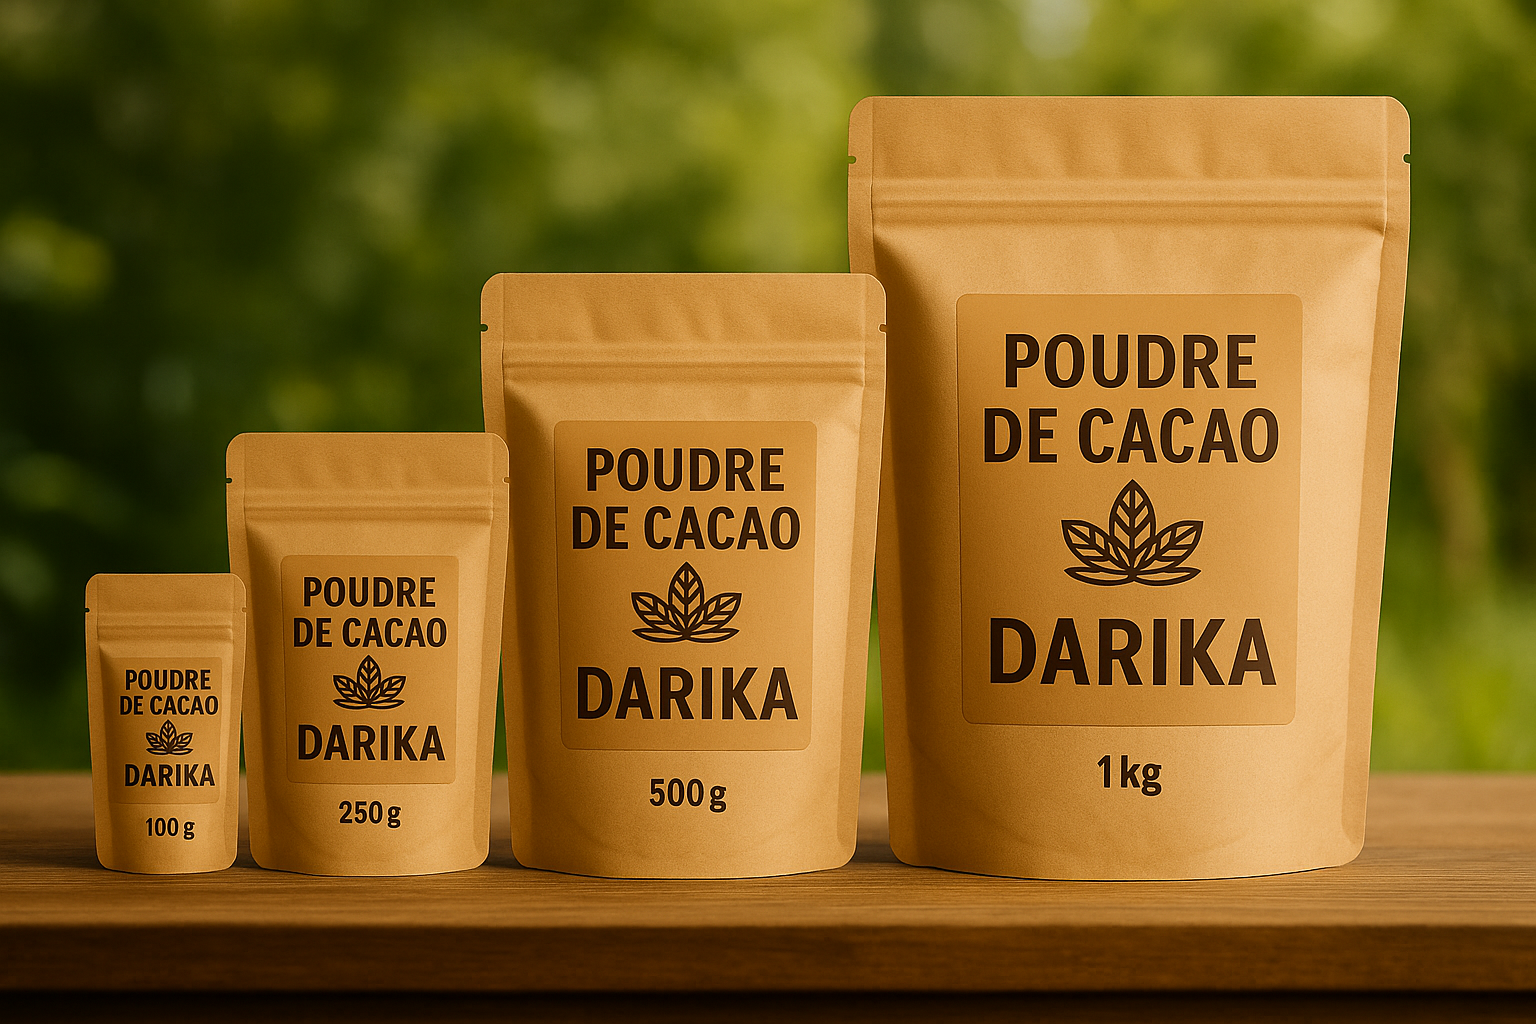 POUDRE
DE CACAO
DARIKA
100 g
POUDRE
DE CACAO
DARIKA
250 g
POUDRE
DE CACAO
DARIKA
500 g
POUDRE
DE CACAO
DARIKA
1 kg